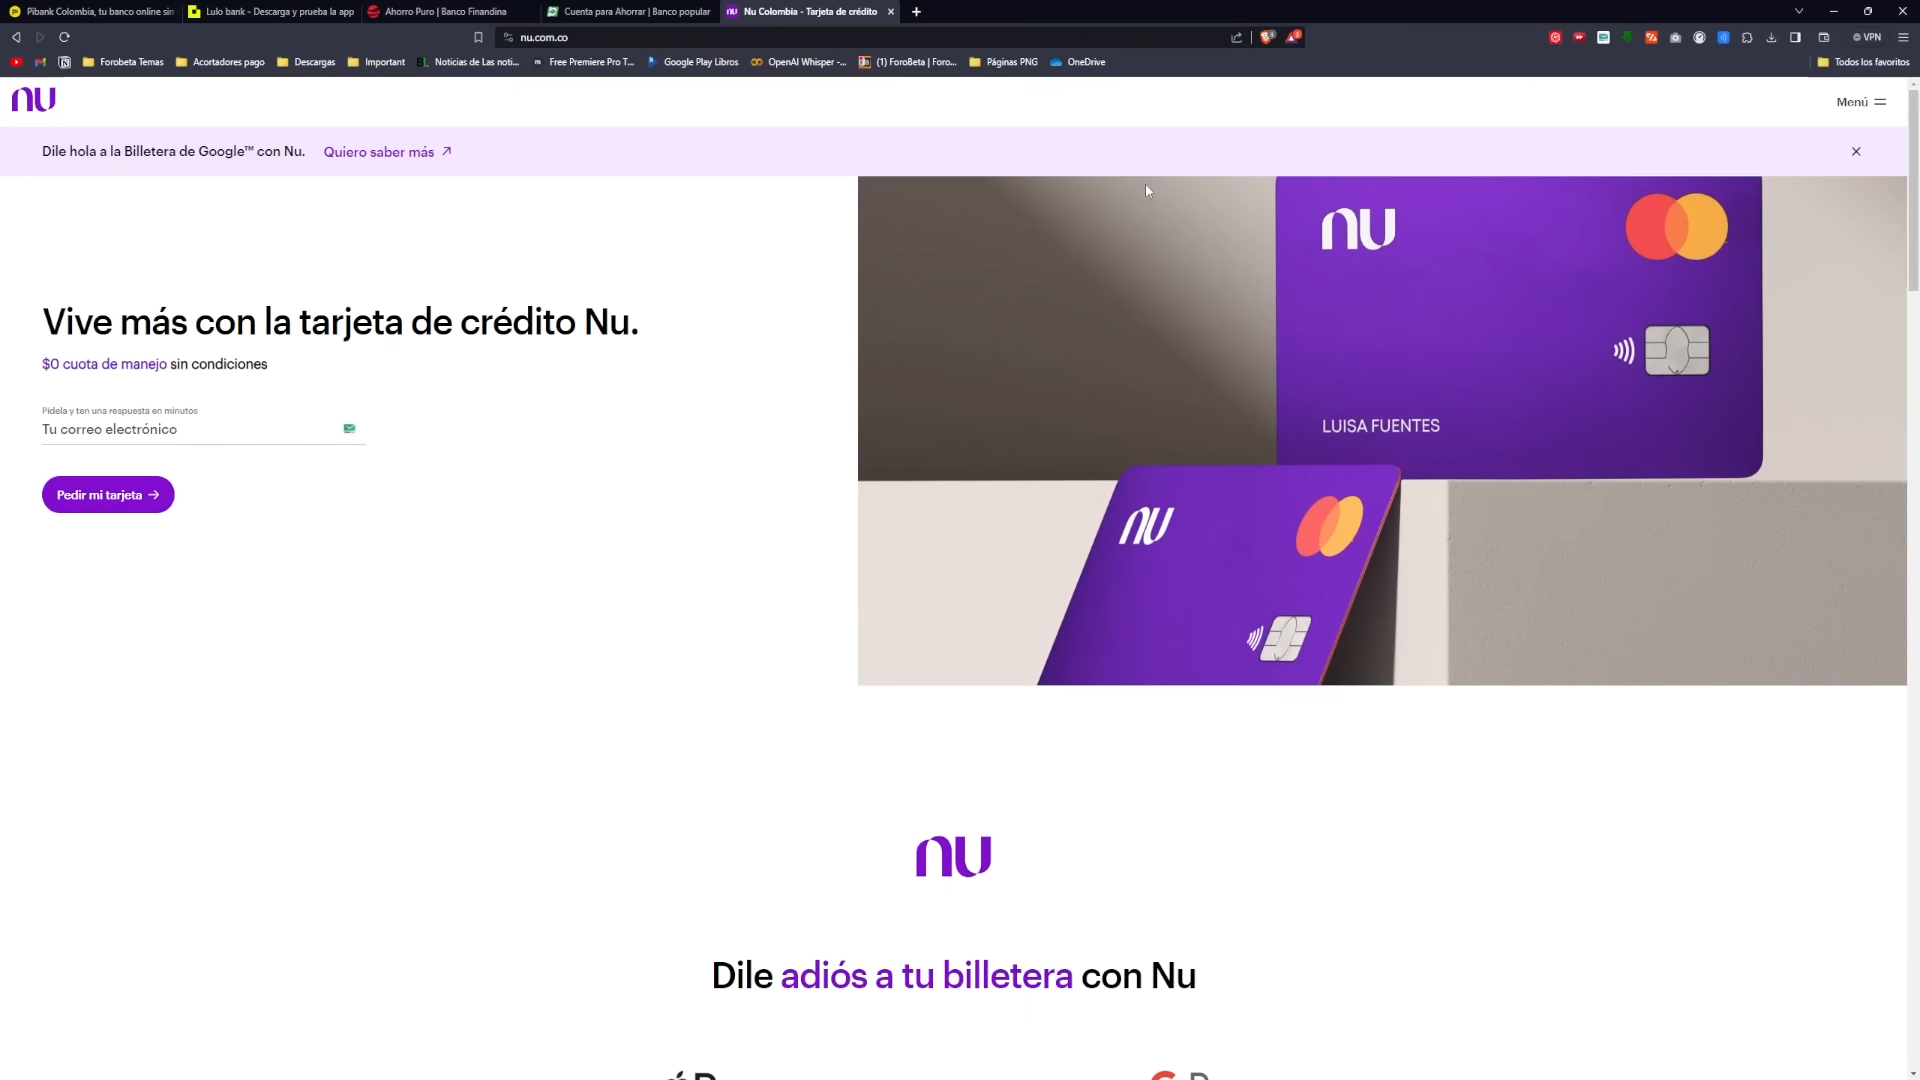 Pibank Colombia, tu banco online sin
Lulo bank - Descarga y prueba la app
Ahorro Puro | Banco Finandina
Cuenta para Ahorrar | Banco popular
Nu Colombia - Tarjeta de crédito
nu.com.co
VPN
Forobeta Temas
Acortadores pago
Descargas
Important
Noticias de Las noti...
Free Premiere Pro T...
Google Play Libros
OpenAI Whisper -...
(1) ForoBeta | Foro...
Páginas PNG
OneDrive
Todos los favoritos
nu
Menú
Dile hola a la Billetera de Google™ con Nu.
Quiero saber más
Vive más con la tarjeta de crédito Nu.
$0 cuota de manejo sin condiciones
Pídela y ten una respuesta en minutos
Tu correo electrónico
Pedir mi tarjeta
nu
LUISA FUENTES
nu
nu
Dile adiós a tu billetera con Nu